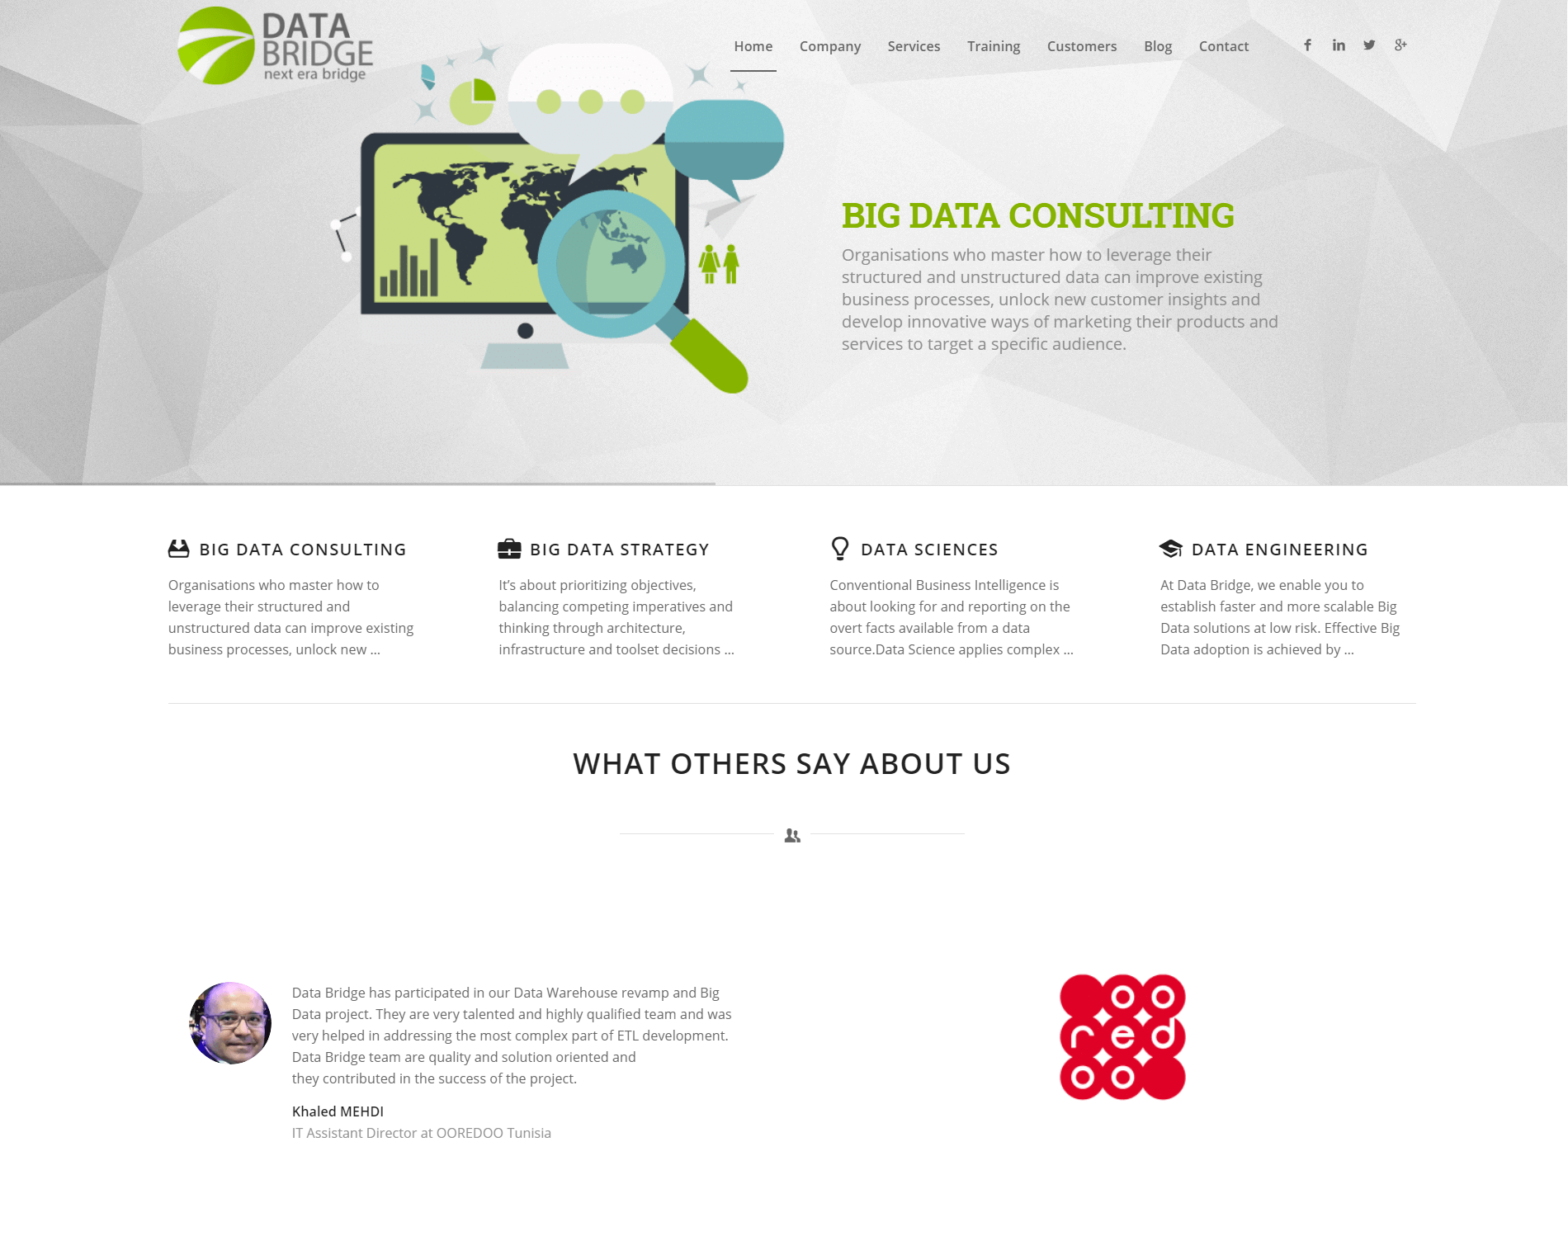 DATA
BRIDGE
next era bridge
Home Company Services Training Customers Blog Contact
BIG DATA CONSULTING
Organisations who master how to leverage their
structured and unstructured data can improve existing
business processes, unlock new customer insights and
develop innovative ways of marketing their products and
services to target a specific audience.
BIG DATA CONSULTING
Organisations who master how to
leverage their structured and
unstructured data can improve existing
business processes, unlock new ...
BIG DATA STRATEGY
It’s about prioritizing objectives,
balancing competing imperatives and
thinking through architecture,
infrastructure and toolset decisions ...
DATA SCIENCES
Conventional Business Intelligence is
about looking for and reporting on the
overt facts available from a data
source.Data Science applies complex ...
DATA ENGINEERING
At Data Bridge, we enable you to
establish faster and more scalable Big
Data solutions at low risk. Effective Big
Data adoption is achieved by ...
WHAT OTHERS SAY ABOUT US
Data Bridge has participated in our Data Warehouse revamp and Big
Data project. They are very talented and highly qualified team and was
very helped in addressing the most complex part of ETL development.
Data Bridge team are quality and solution oriented and
they contributed in the success of the project.
Khaled MEHDI
IT Assistant Director at OOREDOO Tunisia
oo
red
oo